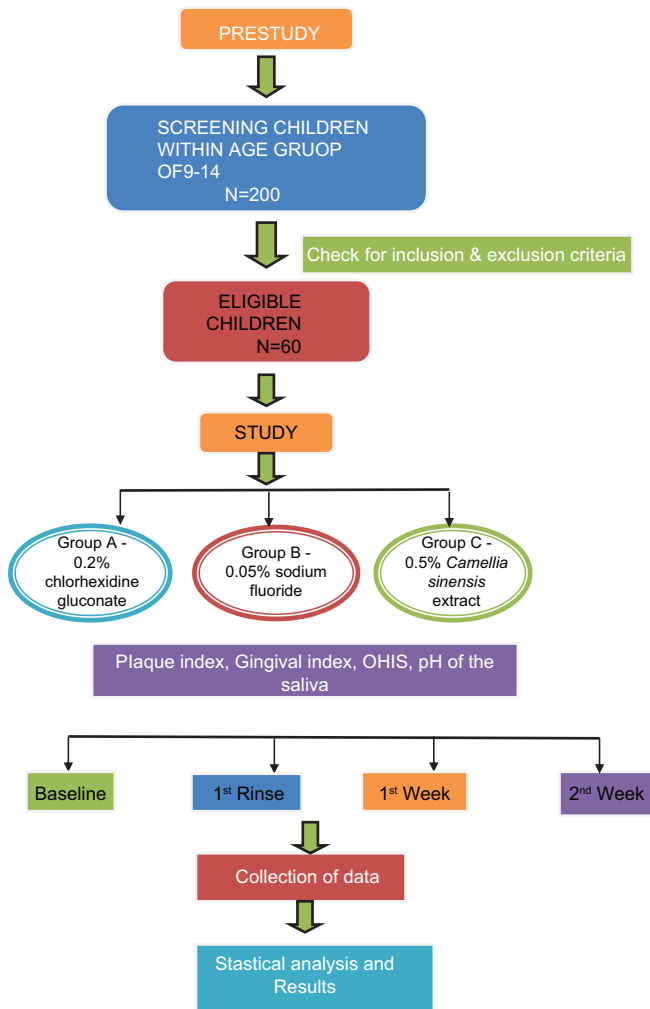 PRESTUDY
SCREENING CHILDREN
WITHIN AGE GRUOP
OF9-14
N=200
Check for inclusion & exclusion criteria
ELIGIBLE
CHILDREN
N=60
STUDY
Group A -
0.2%
chlorhexidine
gluconate
Group B -
0.05% sodium
fluoride
Group C -
0.5% Camellia
sinensis
extract
Plaque index, Gingival index, OHIS, pH of the
saliva
Baseline
1st Rinse
1st Week
2nd Week
Collection of data
Stastical analysis and
Results